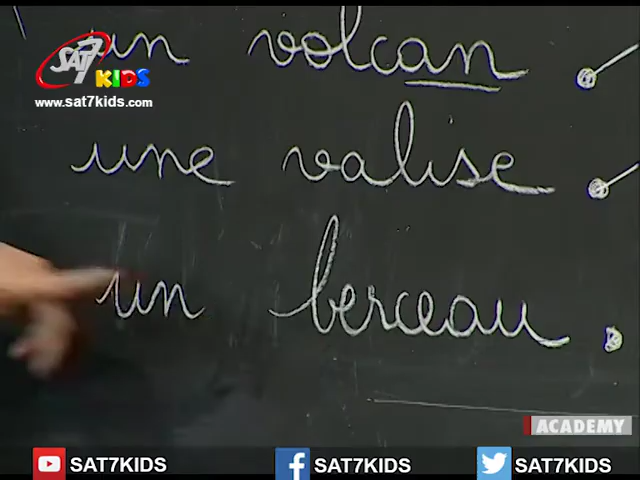 SAT7 KIDS
www.sat7kids.com
un volcan
une valise
un berceau
ACADEMY
SAT7KIDS SAT7KIDS SAT7KIDS